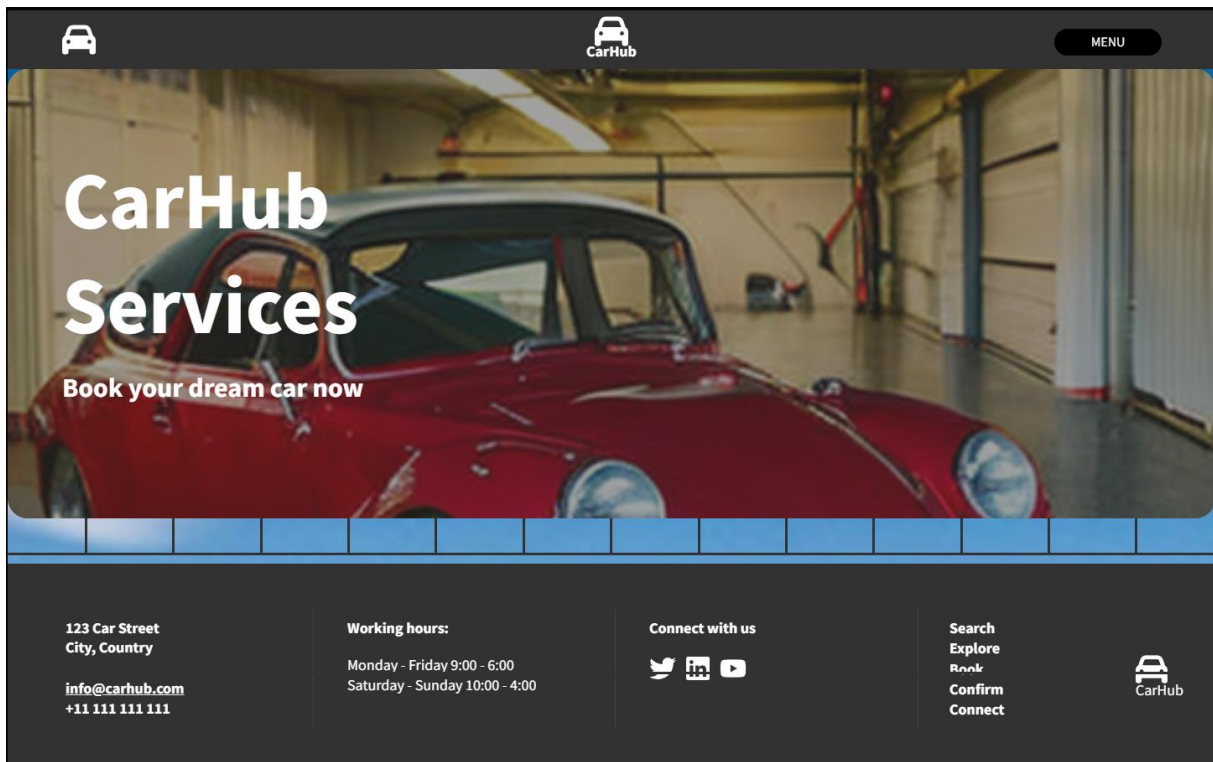 CarHub
MENU
CarHub
Services
Book your dream car now
123 Car Street
City, Country
info@carhub.com
+11 111 111 111
Working hours:
Monday - Friday 9:00 - 6:00
Saturday - Sunday 10:00 - 4:00
Connect with us
in
Search
Explore
Book
Confirm
Connect
CarHub